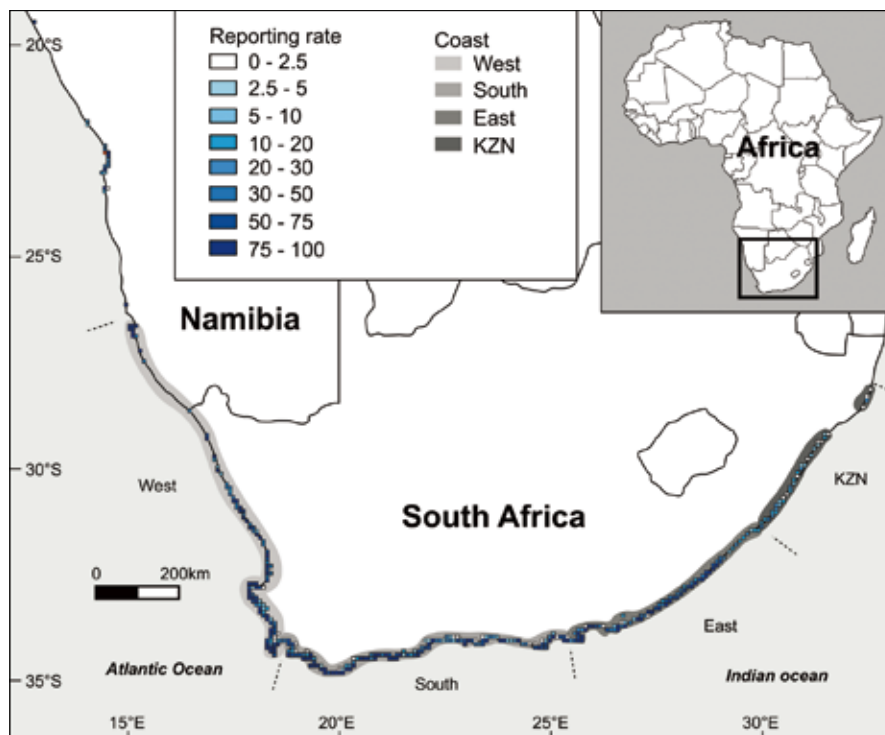 20°S
25°S
30°S
35°S
Reporting rate
0 - 2.5
2.5 - 5
5 - 10
10 - 20
20 - 30
30 - 50
50 - 75
75 - 100
Coast
West
South
East
KZN
Africa
Namibia
South Africa
West
0 200km
KZN
East
South
Atlantic Ocean
Indian ocean
15°E
20°E
25°E
30°E